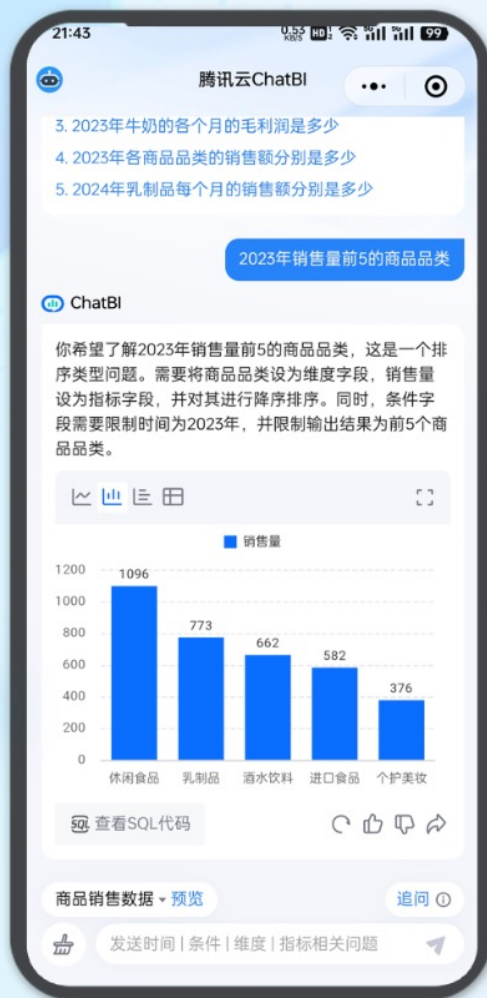 21:43
0.53 KB/S HD 5G 5G 99
腾讯云ChatBI
3. 2023年牛奶的各个月的毛利润是多少
4. 2023年各商品品类的销售额分别是多少
5. 2024年乳制品每个月的销售额分别是多少
2023年销售量前5的商品品类
ChatBI
你希望了解2023年销售量前5的商品品类，这是一个排
序类型问题。需要将商品品类设为维度字段，销售量
设为指标字段，并对其进行降序排序。同时，条件字
段需要限制时间为2023年，并限制输出结果为前5个商
品品类。
销售量
1200
1000
800
600
400
200
0
1096
773
662
582
376
休闲食品 乳制品 酒水饮料 进口食品 个护美妆
SQL 查看SQL代码
商品销售数据 预览
追问
发送时间 | 条件 | 维度 | 指标相关问题